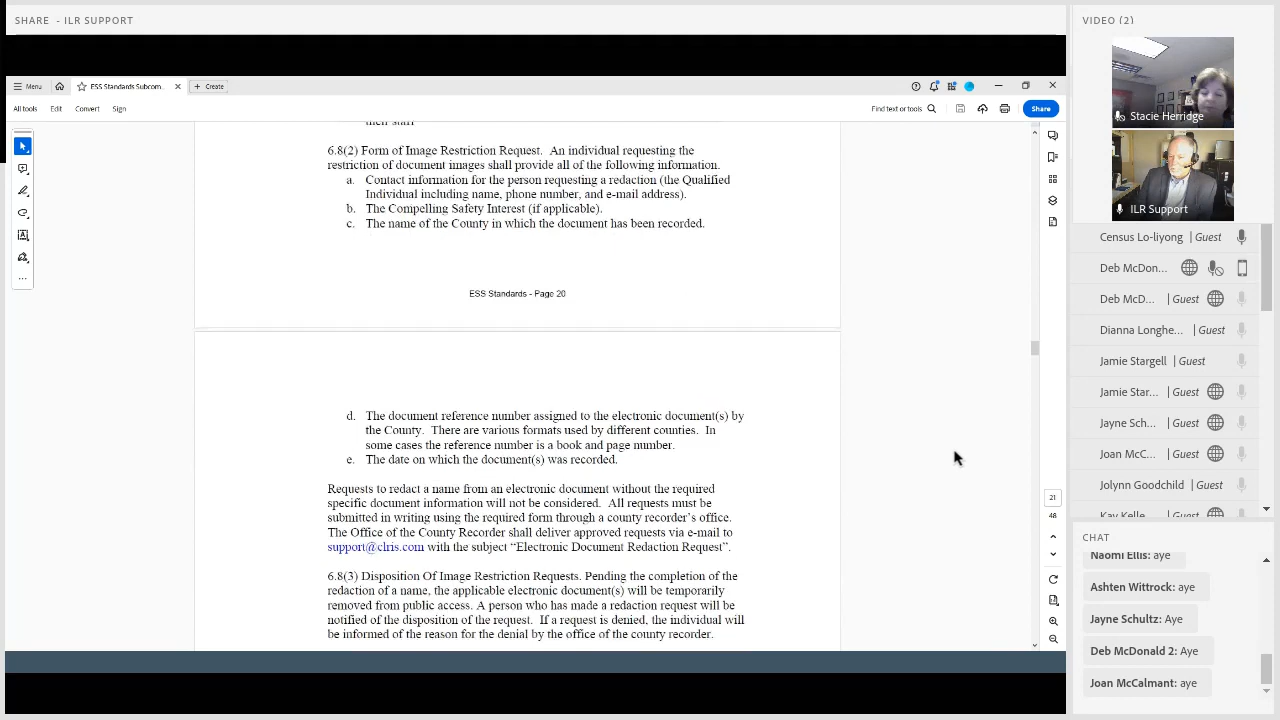 SHARE - ILR SUPPORT
VIDEO (2)
Menu
ESS Standards Subcom...
Create
All tools
Edit
Convert
Sign
Find text or tools
Share
their staff
6.8(2) Form of Image Restriction Request. An individual requesting the
restriction of document images shall provide all of the following information.
a. Contact information for the person requesting a redaction (the Qualified
Individual including name, phone number, and e-mail address).
b. The Compelling Safety Interest (if applicable).
c. The name of the County in which the document has been recorded.
ESS Standards - Page 20
d. The document reference number assigned to the electronic document(s) by
the County. There are various formats used by different counties. In
some cases the reference number is a book and page number.
e. The date on which the document(s) was recorded.
Requests to redact a name from an electronic document without the required
specific document information will not be considered. All requests must be
submitted in writing using the required form through a county recorder's office.
The Office of the County Recorder shall deliver approved requests via e-mail to
support@clris.com with the subject “Electronic Document Redaction Request”.
6.8(3) Disposition Of Image Restriction Requests. Pending the completion of the
redaction of a name, the applicable electronic document(s) will be temporarily
removed from public access. A person who has made a redaction request will be
notified of the disposition of the request. If a request is denied, the individual will
be informed of the reason for the denial by the office of the county recorder.
21
Stacie Herridge
ILR Support
Census Lo-liyong | Guest
Deb McDon...
Deb McD... | Guest
Dianna Longhe... | Guest
Jamie Stargell | Guest
Jamie Star... | Guest
Jayne Sch... | Guest
Joan McC... | Guest
Jolynn Goodchild | Guest
Kay Kelle... | Guest
CHAT
Naomi Ellis: aye
Ashten Wittrock: aye
Jayne Schultz: Aye
Deb McDonald 2: Aye
Joan McCalmant: aye